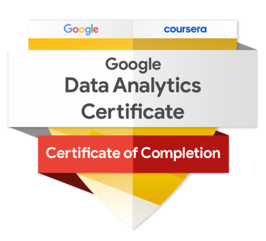 Google coursera
Google
Data Analytics
Certificate
Certificate of Completion